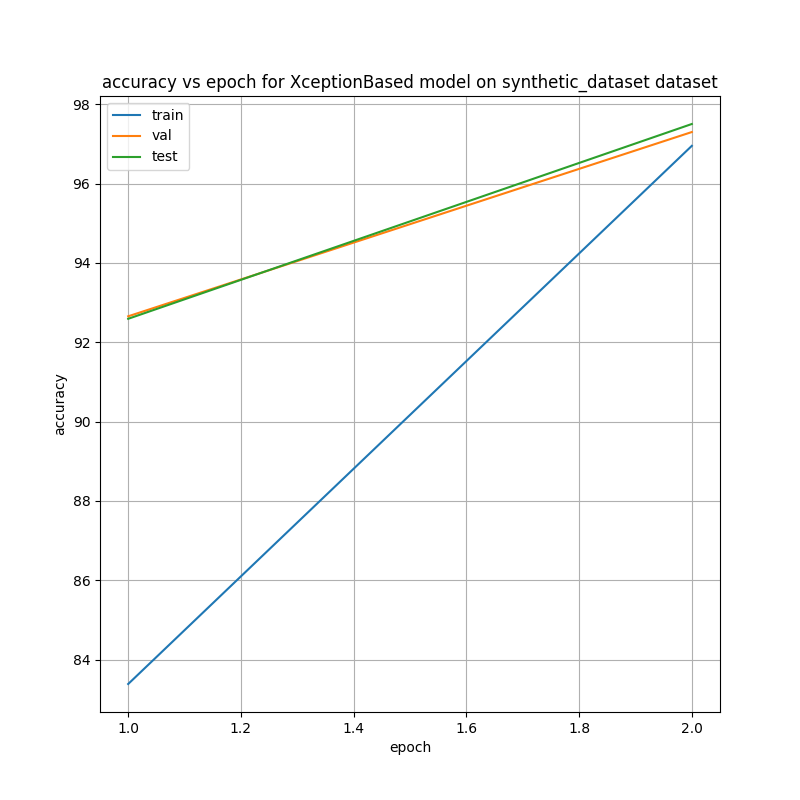 accuracy vs epoch for XceptionBased model on synthetic_dataset dataset
train
val
test
98
96
94
92
90
88
86
84
accuracy
1.0 1.2 1.4 1.6 1.8 2.0
epoch